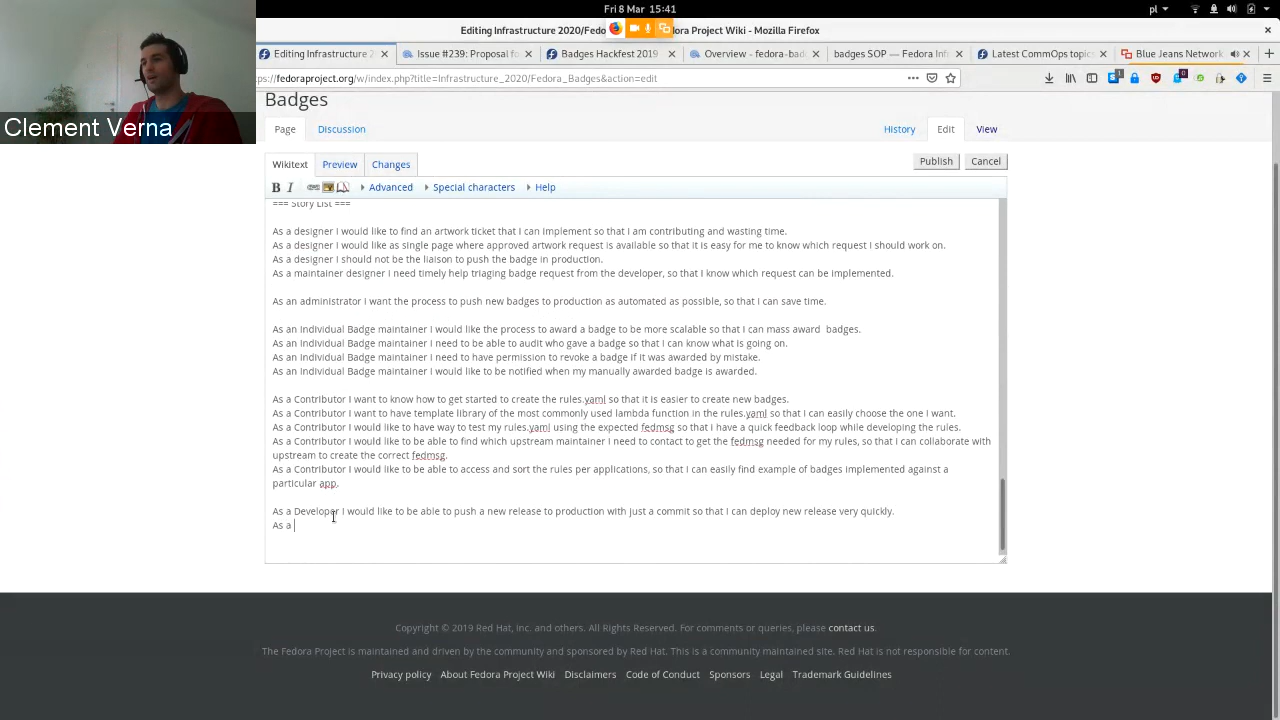 Fri 8 Mar 15:41
pl
Editing Infrastructure 2020/Fedo
ora Project Wiki - Mozilla Firefox
Editing Infrastructure 2
Issue #239: Proposal fo
Badges Hackfest 2019
Overview - fedora-bad
badges SOP — Fedora Inf
Latest CommOps topics
Blue Jeans Network
ps://fedoraproject.org/w/index.php?title=Infrastructure_2020/Fedora_Badges&action=edit
Clement Verna
Badges
Page Discussion History Edit View
Wikitext Preview Changes Publish Cancel
B I Advanced Special characters Help
=== Story List ===
As a designer I would like to find an artwork ticket that I can implement so that i am contributing and wasting time.
As a designer I would like as single page where approved artwork request is available so that it is easy for me to know which request I should work on.
As a designer I should not be the liaison to push the badge in production.
As a maintainer designer I need timely help triaging badge request from the developer, so that I know which request can be implemented.
As an administrator I want the process to push new badges to production as automated as possible, so that I can save time.
As an Individual Badge maintainer I would like the process to award a badge to be more scalable so that I can mass award  badges.
As an Individual Badge maintainer I need to be able to audit who gave a badge so that I can know what is going on.
As an Individual Badge maintainer I need to have permission to revoke a badge if it was awarded by mistake.
As an Individual Badge maintainer I would like to be notified when my manually awarded badge is awarded.
As a Contributor I want to know how to get started to create the rules.yaml so that it is easier to create new badges.
As a Contributor I want to have template library of the most commonly used lambda function in the rules.yaml so that I can easily choose the one I want.
As a Contributor I would like to have way to test my rules.yaml using the expected fedmsg so that i have a quick feedback loop while developing the rules.
As a Contributor I would like to be able to find which upstream maintainer I need to contact to get the fedmsg needed for my rules, so that I can collaborate with
upstream to create the correct fedmsg.
As a Contributor I would like to be able to access and sort the rules per applications, so that I can easily find example of badges implemented against a
particular app.
As a Developer I would like to be able to push a new release to production with just a commit so that I can deploy new release very quickly.
As a
Copyright © 2019 Red Hat, Inc. and others. All Rights Reserved. For comments or queries, please contact us.
The Fedora Project is maintained and driven by the community and sponsored by Red Hat. This is a community maintained site. Red Hat is not responsible for content.
Privacy policy About Fedora Project Wiki Disclaimers Code of Conduct Sponsors Legal Trademark Guidelines